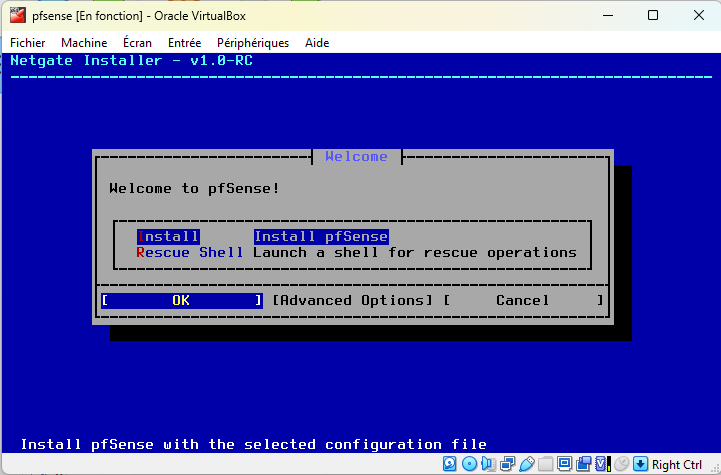 pfsense [En fonction] - Oracle VirtualBox
Fichier Machine Écran Entrée Périphériques Aide
Netgate Installer - v1.0-RC
Welcome
Welcome to pfSense!
Install Install pfSense
Rescue Shell Launch a shell for rescue operations
[ OK ] [Advanced Options] [ Cancel ]
Install pfSense with the selected configuration file
Right Ctrl